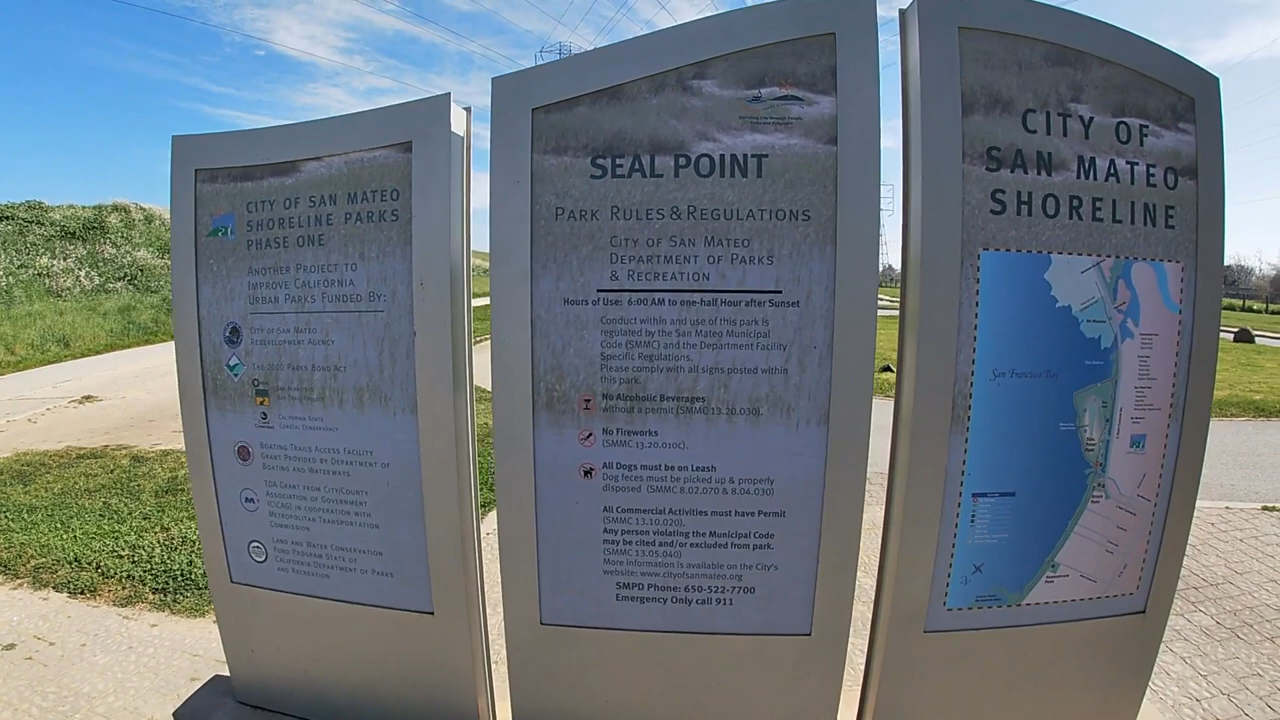 CITY OF SAN MATEO
SHORELINE PARKS
PHASE ONE
ANOTHER PROJECT TO
IMPROVE CALIFORNIA
URBAN PARKS FUNDED BY:
CITY OF SAN MATEO
REDEVELOPMENT AGENCY
THE 2000 PARKS BOND ACT
CALIFORNIA STATE
COASTAL CONSERVANCY
BOATING TRAILS ACCESS FACILITY
GRANT PROVIDED BY DEPARTMENT OF
BOATING AND WATERWAYS
TDA GRANT FROM CITY/COUNTY
ASSOCIATION OF GOVERNMENT
(C/CAG) IN COOPERATION WITH
METROPOLITAN TRANSPORTATION
COMMISSION
LAND AND WATER CONSERVATION
FUND PROGRAM STATE OF
CALIFORNIA DEPARTMENT OF PARKS
AND RECREATION
SEAL POINT
PARK RULES & REGULATIONS
CITY OF SAN MATEO
DEPARTMENT OF PARKS
& RECREATION
Hours of Use: 6:00 AM to one-half Hour after Sunset
Conduct within and use of this park is
regulated by the San Mateo Municipal
Code (SMMC) and the Department Facility
Specific Regulations.
Please comply with all signs posted within
this park.
No Alcoholic Beverages
without a permit (SMMC 13.20.030).
No Fireworks
(SMMC 13.20.010c).
All Dogs must be on Leash
Dog feces must be picked up & properly
disposed (SMMC 8.02.070 & 8.04.030)
All Commercial Activities must have Permit
(SMMC 13.10.020).
Any person violating the Municipal Code
may be cited and/or excluded from park.
(SMMC 13.05.040)
More information is available on the City's
website: www.cityofsanmateo.org
SMPD Phone: 650-522-7700
Emergency Only call 911
CITY OF
SAN MATEO
SHORELINE
San Francisco Bay